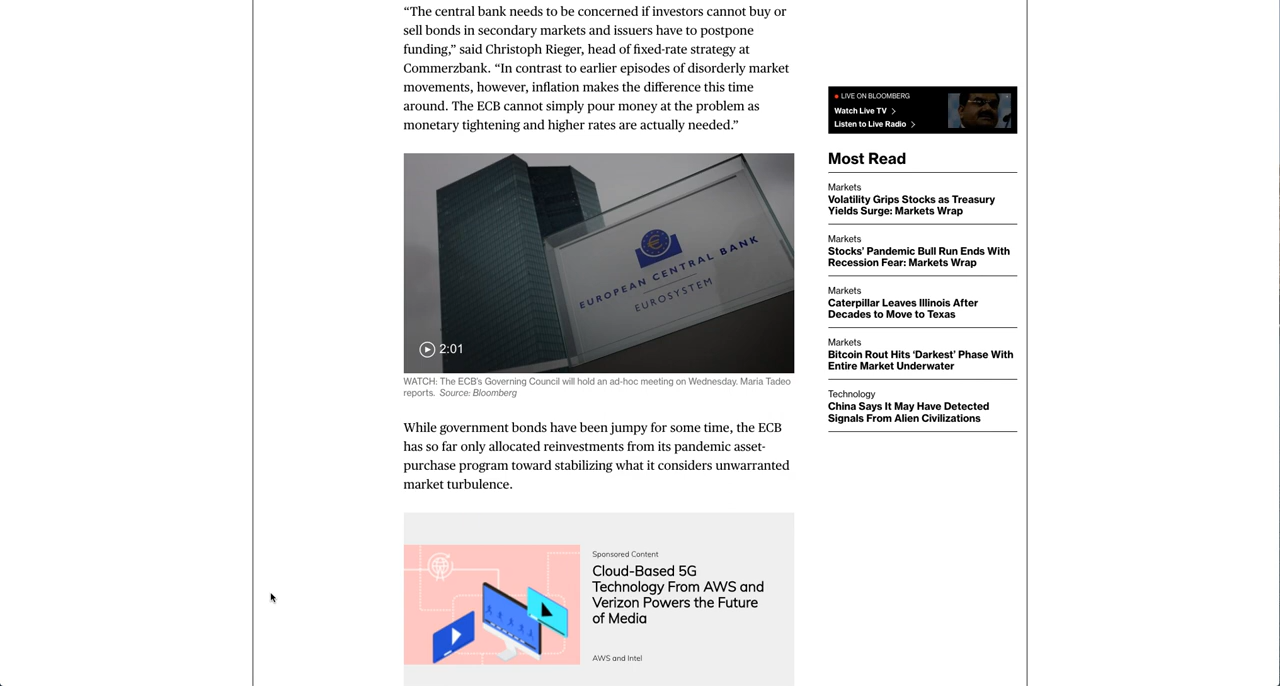 “The central bank needs to be concerned if investors cannot buy or
sell bonds in secondary markets and issuers have to postpone
funding,” said Christoph Rieger, head of fixed-rate strategy at
Commerzbank. “In contrast to earlier episodes of disorderly market
movements, however, inflation makes the difference this time
around. The ECB cannot simply pour money at the problem as
monetary tightening and higher rates are actually needed.”
EUROPEAN CENTRAL BANK
EUROSYSTEM
2:01
WATCH: The ECB's Governing Council will hold an ad-hoc meeting on Wednesday. Maria Tadeo
reports. Source: Bloomberg
While government bonds have been jumpy for some time, the ECB
has so far only allocated reinvestments from its pandemic asset-
purchase program toward stabilizing what it considers unwarranted
market turbulence.
Sponsored Content
Cloud-Based 5G
Technology From AWS and
Verizon Powers the Future
of Media
AWS and Intel
LIVE ON BLOOMBERG
Watch Live TV
Listen to Live Radio
Most Read
Markets
Volatility Grips Stocks as Treasury
Yields Surge: Markets Wrap
Markets
Stocks’ Pandemic Bull Run Ends With
Recession Fear: Markets Wrap
Markets
Caterpillar Leaves Illinois After
Decades to Move to Texas
Markets
Bitcoin Rout Hits ‘Darkest’ Phase With
Entire Market Underwater
Technology
China Says It May Have Detected
Signals From Alien Civilizations